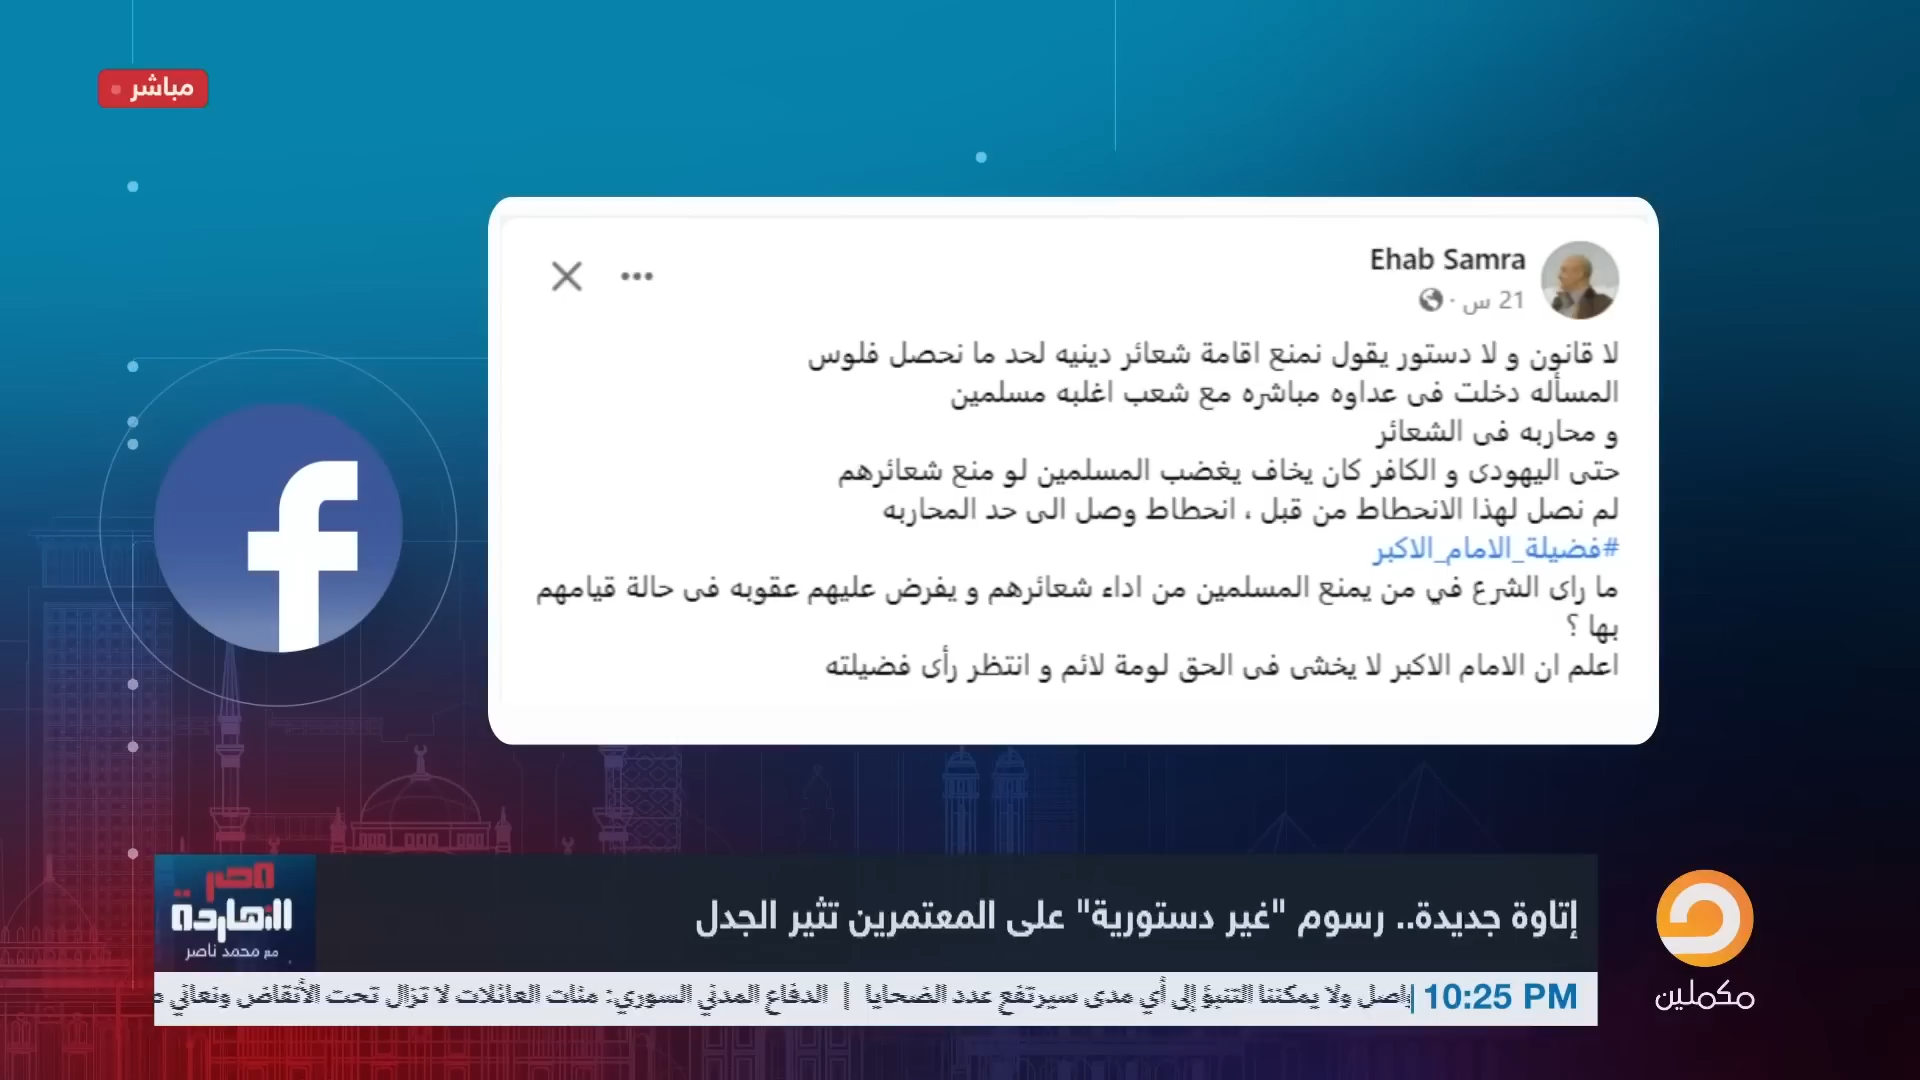 مباشر
Ehab Samra
21 س
لا قانون و لا دستور يقول نمنع اقامة شعائر دينيه لحد ما نحصل فلوس
المسأله دخلت فى عداوه مباشره مع شعب اغلبه مسلمين
و محاربه فى الشعائر
حتى اليهودى و الكافر كان يخاف يغضب المسلمين لو منع شعائرهم
لم نصل لهذا الانحطاط من قبل ، انحطاط وصل الى حد المحاربه
#فضيلة_الامام_الاكبر
ما راى الشرع في من يمنع المسلمين من اداء شعائرهم و يفرض عليهم عقوبه فى حالة قيامهم
بها ؟
اعلم ان الامام الاكبر لا يخشى فى الحق لومة لائم و انتظر رأى فضيلته
إتاوة جديدة.. رسوم "غير دستورية" على المعتمرين تثير الجدل
مصر
النهاردة
مع محمد ناصر
10:25 PM
ولا يمكننا التنبؤ إلى أي مدى سيرتفع عدد الضحايا | الدفاع المدني السوري: مئات العائلات لا تزال تحت الأنقاض ونعاني
مكملين